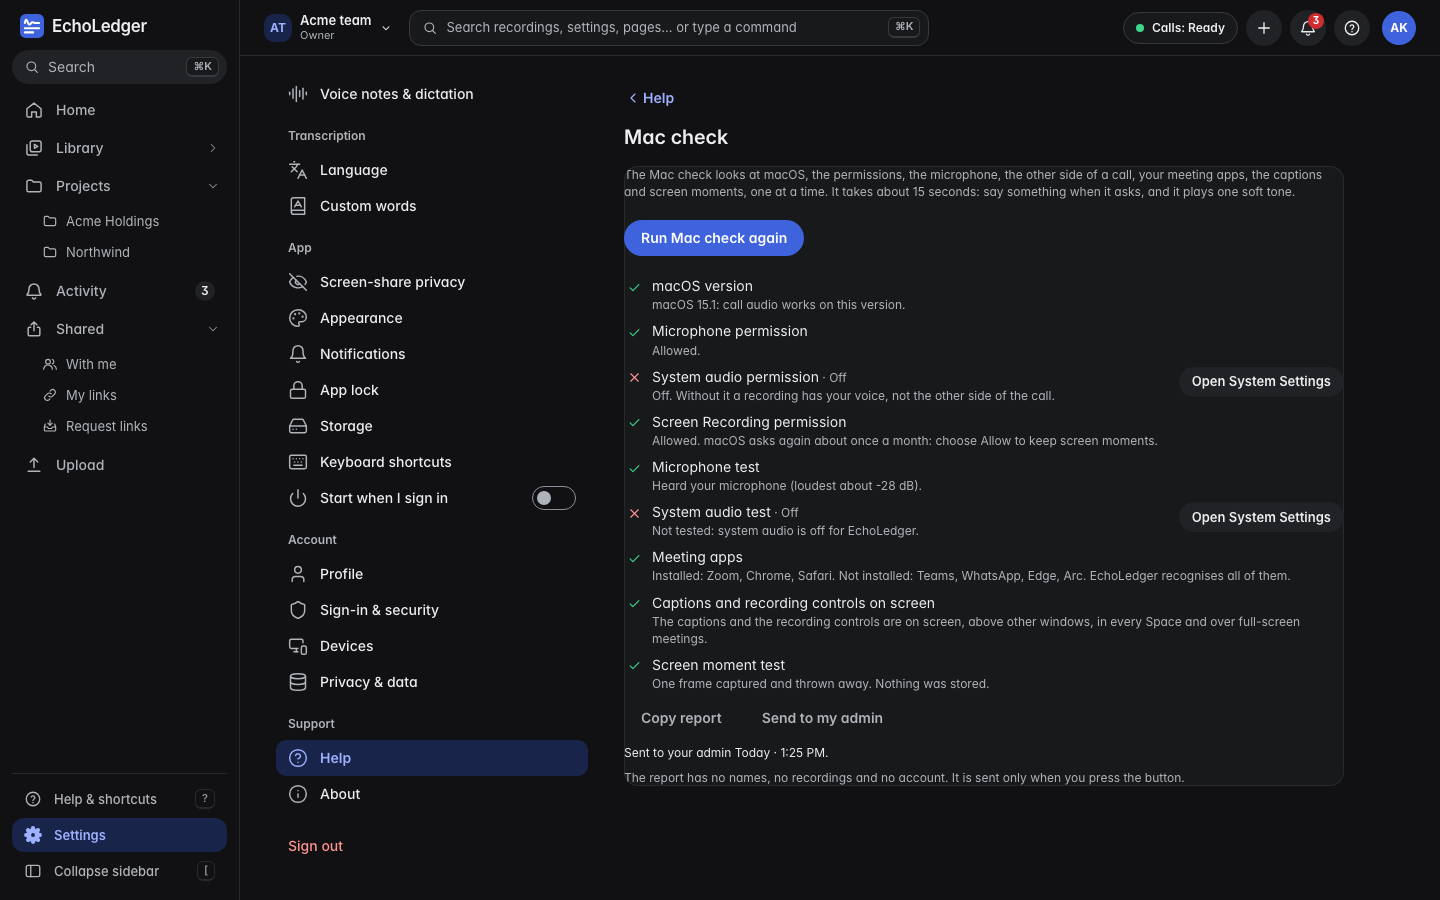 EchoLedger
Search ⌘K
Home
Library
Projects
Acme Holdings
Northwind
Activity 3
Shared
With me
My links
Request links
Upload
Help & shortcuts ?
Settings
Collapse sidebar [
AT
Acme team
Owner
Search recordings, settings, pages... or type a command ⌘K
Calls: Ready
3
AK
Voice notes & dictation
Transcription
Language
Custom words
App
Screen-share privacy
Appearance
Notifications
App lock
Storage
Keyboard shortcuts
Start when I sign in
Account
Profile
Sign-in & security
Devices
Privacy & data
Support
Help
About
Sign out
Help
Mac check
The Mac check looks at macOS, the permissions, the microphone, the other side of a call, your meeting apps, the captions
and screen moments, one at a time. It takes about 15 seconds: say something when it asks, and it plays one soft tone.
Run Mac check again
macOS version
macOS 15.1: call audio works on this version.
Microphone permission
Allowed.
System audio permission · Off
Off. Without it a recording has your voice, not the other side of the call.
Open System Settings
Screen Recording permission
Allowed. macOS asks again about once a month: choose Allow to keep screen moments.
Microphone test
Heard your microphone (loudest about -28 dB).
System audio test · Off
Not tested: system audio is off for EchoLedger.
Open System Settings
Meeting apps
Installed: Zoom, Chrome, Safari. Not installed: Teams, WhatsApp, Edge, Arc. EchoLedger recognises all of them.
Captions and recording controls on screen
The captions and the recording controls are on screen, above other windows, in every Space and over full-screen
meetings.
Screen moment test
One frame captured and thrown away. Nothing was stored.
Copy report Send to my admin
Sent to your admin Today · 1:25 PM.
The report has no names, no recordings and no account. It is sent only when you press the button.